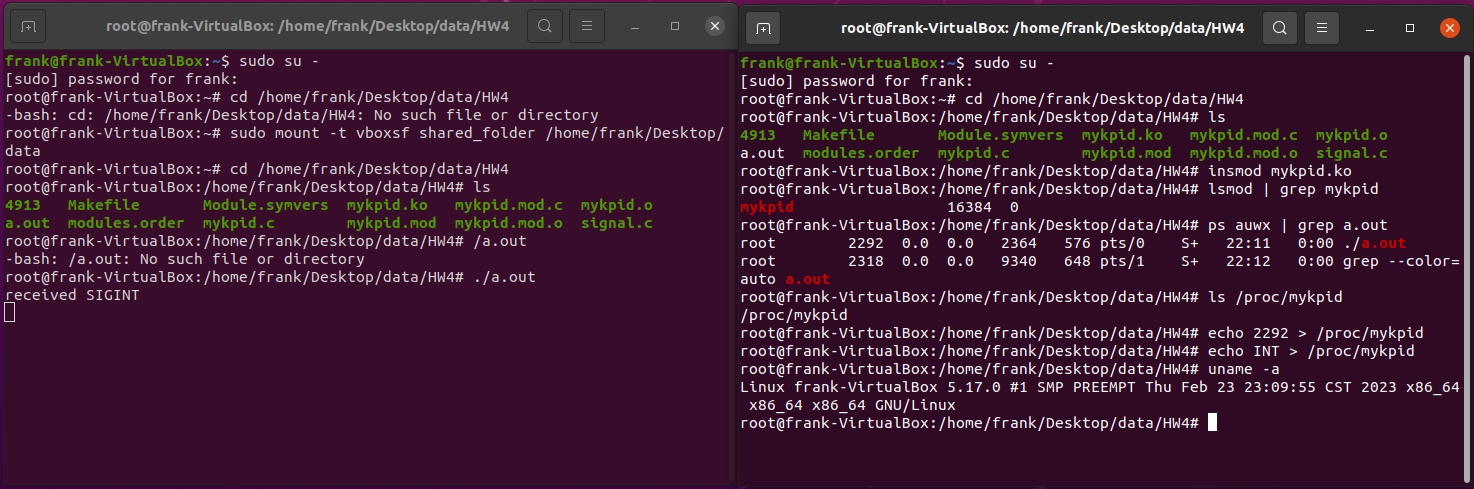 root@frank-VirtualBox: /home/frank/Desktop/data/HW4
frank@frank-VirtualBox:~$ sudo su -
[sudo] password for frank:
root@frank-VirtualBox:~# cd /home/frank/Desktop/data/HW4
-bash: cd: /home/frank/Desktop/data/HW4: No such file or directory
root@frank-VirtualBox:~# sudo mount -t vboxsf shared_folder /home/frank/Desktop/
data
root@frank-VirtualBox:~# cd /home/frank/Desktop/data/HW4
root@frank-VirtualBox:/home/frank/Desktop/data/HW4# ls
4913   Makefile       Module.symvers  mykpid.ko   mykpid.mod.c  mykpid.o
a.out  modules.order  mykpid.c        mykpid.mod  mykpid.mod.o  signal.c
root@frank-VirtualBox:/home/frank/Desktop/data/HW4# /a.out
-bash: /a.out: No such file or directory
root@frank-VirtualBox:/home/frank/Desktop/data/HW4# ./a.out
received SIGINT
root@frank-VirtualBox: /home/frank/Desktop/data/HW4
frank@frank-VirtualBox:~$ sudo su -
[sudo] password for frank:
root@frank-VirtualBox:~# cd /home/frank/Desktop/data/HW4
root@frank-VirtualBox:/home/frank/Desktop/data/HW4# ls
4913   Makefile       Module.symvers  mykpid.ko   mykpid.mod.c  mykpid.o
a.out  modules.order  mykpid.c        mykpid.mod  mykpid.mod.o  signal.c
root@frank-VirtualBox:/home/frank/Desktop/data/HW4# insmod mykpid.ko
root@frank-VirtualBox:/home/frank/Desktop/data/HW4# lsmod | grep mykpid
mykpid                 16384  0
root@frank-VirtualBox:/home/frank/Desktop/data/HW4# ps auwx | grep a.out
root        2292  0.0  0.0   2364   576 pts/0    S+   22:11   0:00 ./a.out
root        2318  0.0  0.0   9340   648 pts/1    S+   22:12   0:00 grep --color=
auto a.out
root@frank-VirtualBox:/home/frank/Desktop/data/HW4# ls /proc/mykpid
/proc/mykpid
root@frank-VirtualBox:/home/frank/Desktop/data/HW4# echo 2292 > /proc/mykpid
root@frank-VirtualBox:/home/frank/Desktop/data/HW4# echo INT > /proc/mykpid
root@frank-VirtualBox:/home/frank/Desktop/data/HW4# uname -a
Linux frank-VirtualBox 5.17.0 #1 SMP PREEMPT Thu Feb 23 23:09:55 CST 2023 x86_64
 x86_64 x86_64 GNU/Linux
root@frank-VirtualBox:/home/frank/Desktop/data/HW4#